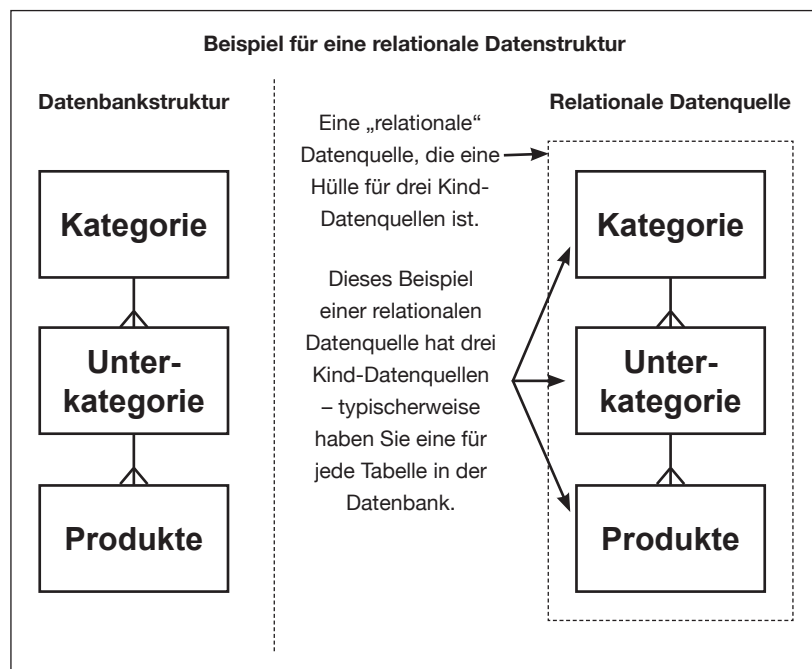 Beispiel für eine relationale Datenstruktur
Datenbankstruktur
Kategorie
Unter-
kategorie
Produkte
Eine „relationale“
Datenquelle, die eine
Hülle für drei Kind-
Datenquellen ist.
Dieses Beispiel
einer relationalen
Datenquelle hat drei
Kind-Datenquellen
– typischerweise
haben Sie eine für
jede Tabelle in der
Datenbank.
Relationale Datenquelle
Kategorie
Unter-
kategorie
Produkte